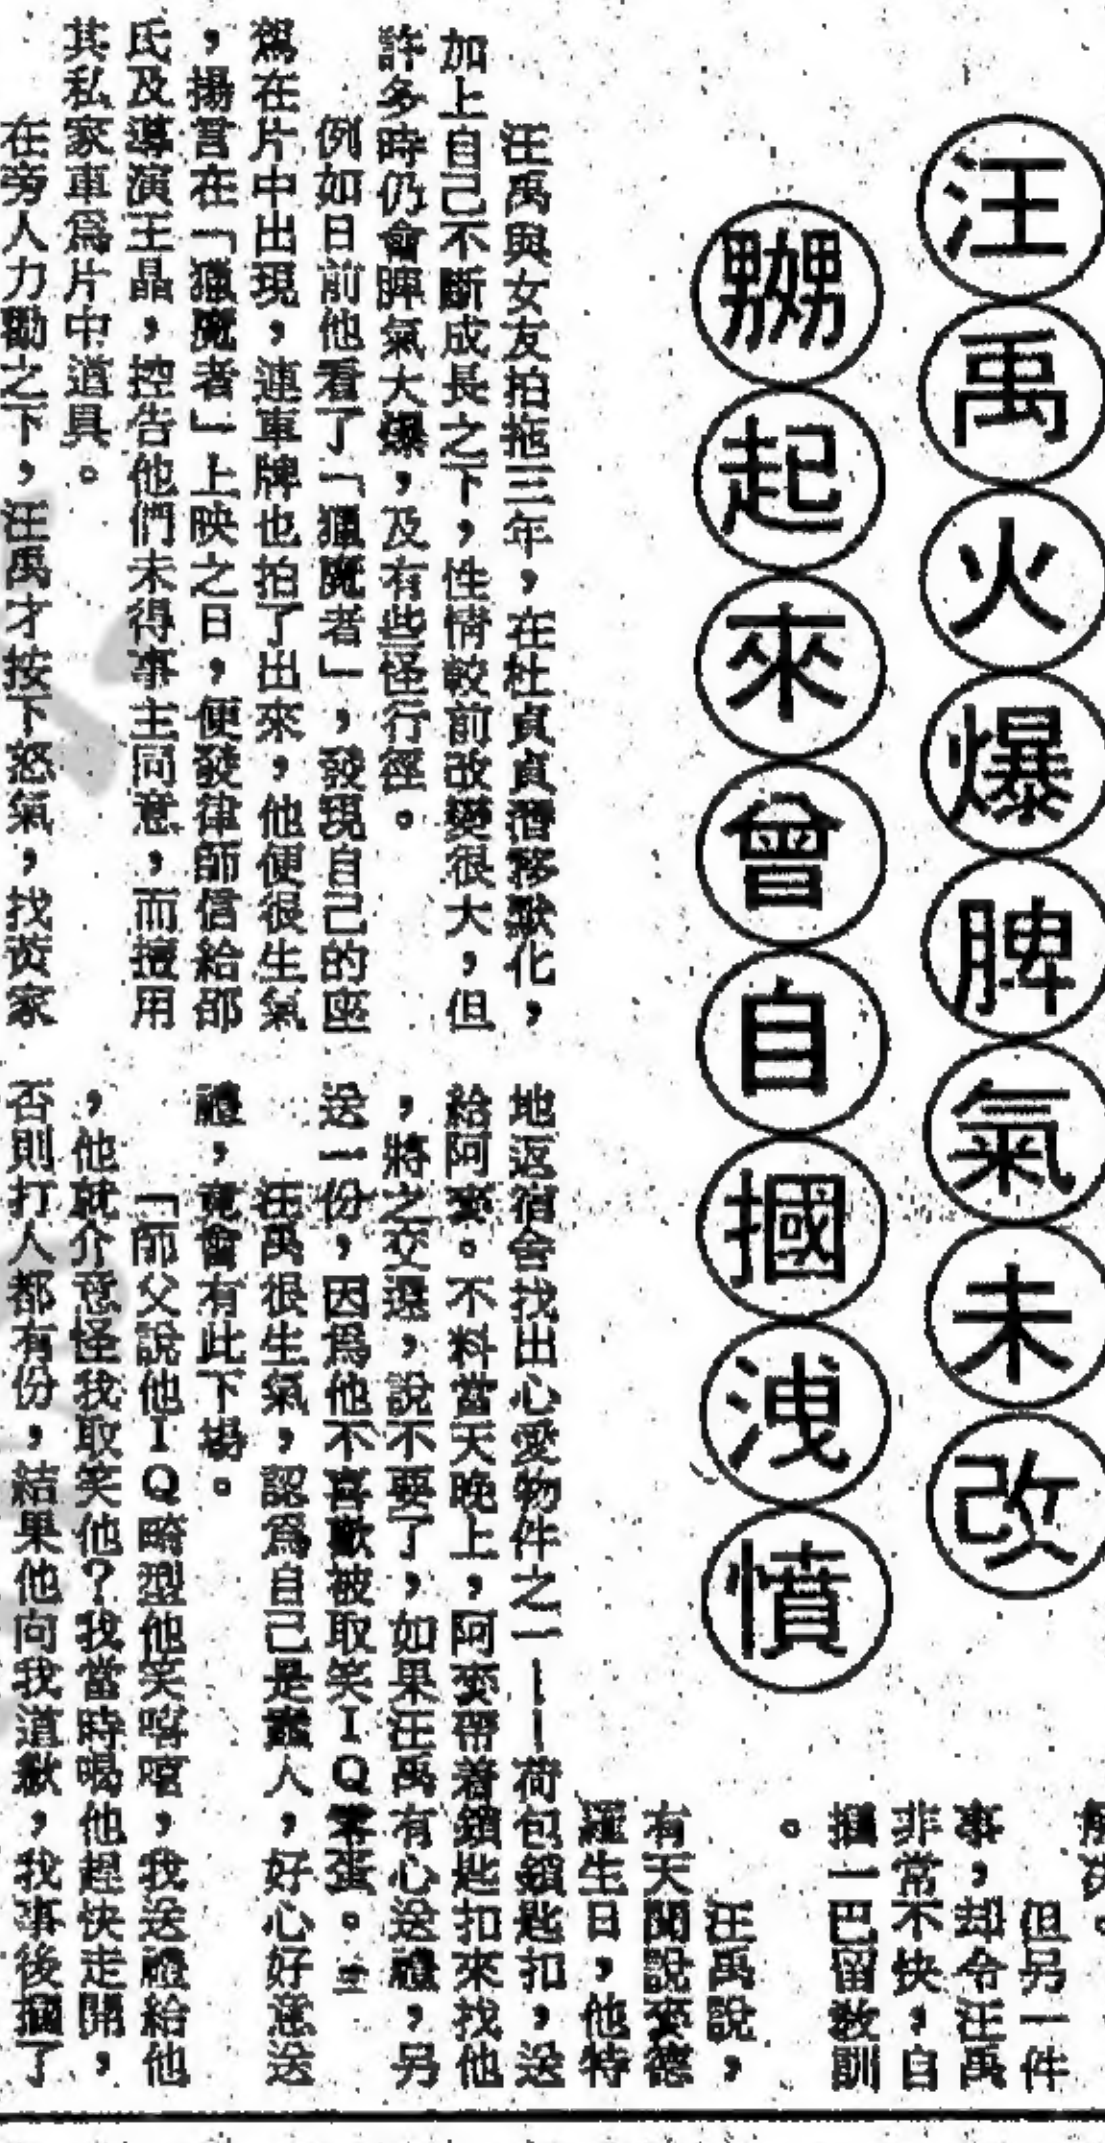 汪禹火爆脾氣未改
嬲起來會自摑洩憤
汪禹與女友拍拖三年，在杜貞貞潛移默化，
加上自己不斷成長之下，性情較前改變很大，但
許多時仍會脾氣大爆，及有些怪行徑。
例如日前他看了「獵魔者」，發現自己的座
駕在片中出現，連車牌也拍了出來，他便很生氣
，揚言在「獵魔者」上映之日，便發律師信給邵
氏及導演王晶，控告他們未得事主同意，而擅用
其私家車爲片中道具。
在旁人力勸之下，汪禹才按下怒氣，找黃家
解決。
但另一件
事，却令汪禹
非常不快，自
摑一巴留教訓
。
汪禹說，
有天聞說麥德
羅生日，他特
地返宿舍找出心愛物件之一——荷包鎖匙扣，送
給阿麥。不料當天晚上，阿麥帶着鎖匙扣來找他
，將之交還，說不要了，如果汪禹有心送禮，另
送一份，因爲他不喜歡被取笑IQ零蛋。
汪禹很生氣，認爲自己是蠢人，好心好意送
禮，竟會有此下場。
「師父說他IQ畸型他笑嘻嘻，我送禮給他
，他就介意怪我取笑他？我當時喝他趕快走開，
否則打人都有份，結果他向我道歉，我事後摑了